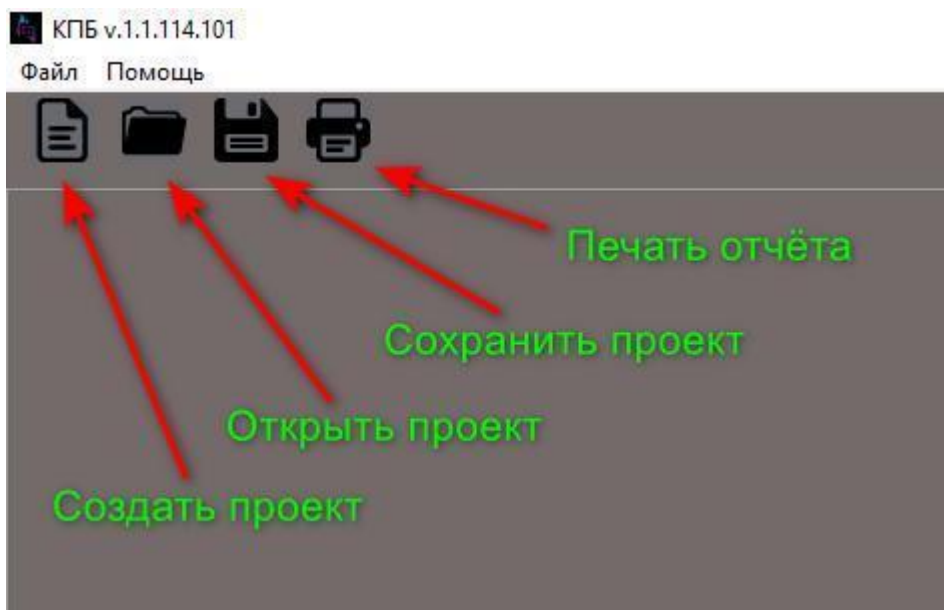 КПБ v.1.1.114.101
Файл Помощь
Печать отчёта
Сохранить проект
Открыть проект
Создать проект